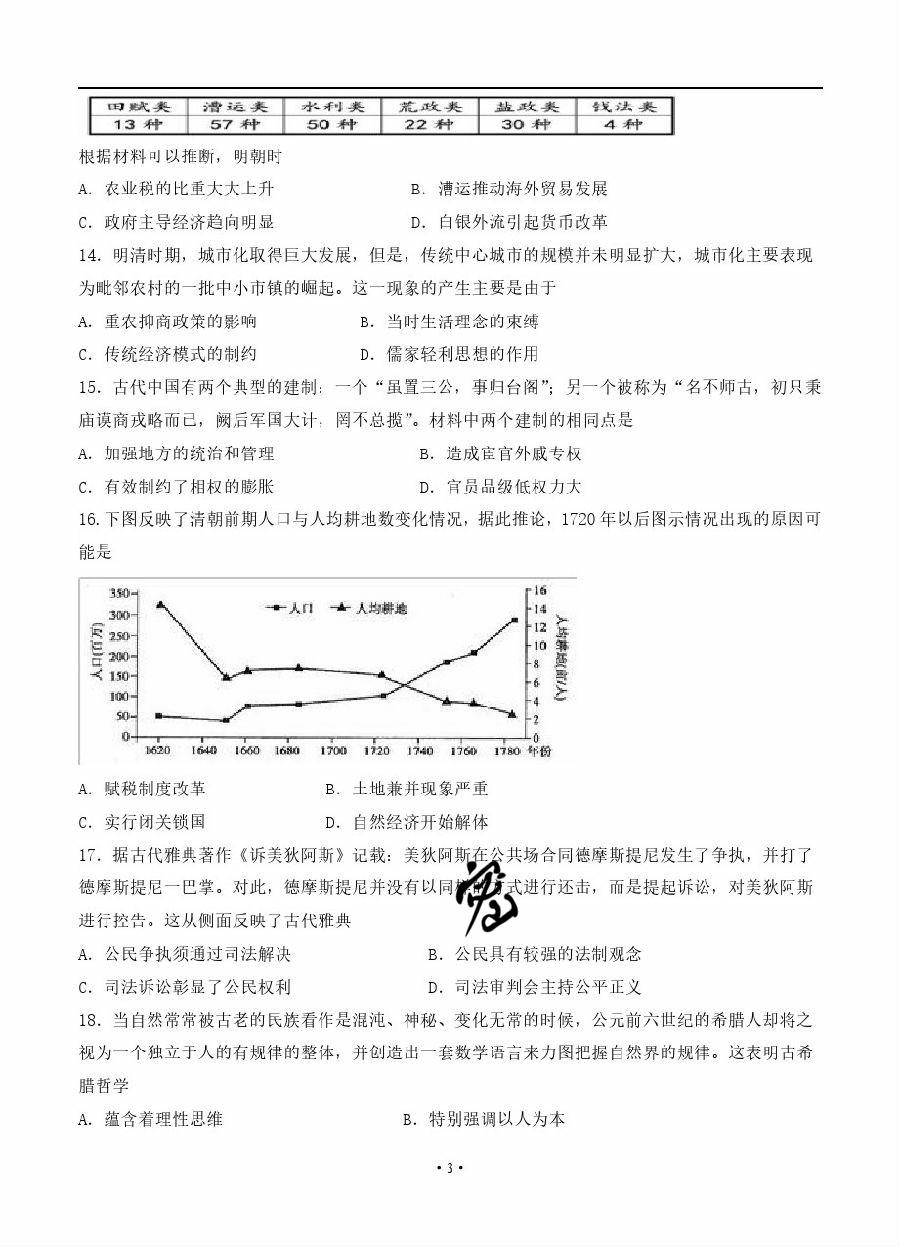 田赋类 漕运类 水利类 荒政类 盐政类 钱法类
13 种 57 种 50 种 22 种 30 种 4 种
根据材料可以推断，明朝时
A．农业税的比重大大上升 B．漕运推动海外贸易发展
C．政府主导经济趋向明显 D．白银外流引起货币改革
14．明清时期，城市化取得巨大发展，但是，传统中心城市的规模并未明显扩大，城市化主要表现
为毗邻农村的一批中小市镇的崛起。这一现象的产生主要是由于
A．重农抑商政策的影响 B．当时生活理念的束缚
C．传统经济模式的制约 D．儒家轻利思想的作用
15．古代中国有两个典型的建制：一个“虽置三公，事归台阁”；另一个被称为“名不师古，初只秉
庙谟商戎略而已，阙后军国大计，罔不总揽”。材料中两个建制的相同点是
A．加强地方的统治和管理 B．造成宦官外戚专权
C．有效制约了相权的膨胀 D．官员品级低权力大
16．下图反映了清朝前期人口与人均耕地数变化情况，据此推论，1720 年以后图示情况出现的原因可
能是
人口 人均耕地
人口(百万)
350 300 250 200 150 100 50 0
人均耕地(亩/人)
16 14 12 10 8 6 4 2 0
1620 1640 1660 1680 1700 1720 1740 1760 1780 年份
A．赋税制度改革 B．土地兼并现象严重
C．实行闭关锁国 D．自然经济开始解体
17．据古代雅典著作《诉美狄阿斯》记载：美狄阿斯在公共场合同德摩斯提尼发生了争执，并打了
德摩斯提尼一巴掌。对此，德摩斯提尼并没有以同样的方式进行还击，而是提起诉讼，对美狄阿斯
进行控告。这从侧面反映了古代雅典
A．公民争执须通过司法解决 B．公民具有较强的法制观念
C．司法诉讼彰显了公民权利 D．司法审判会主持公平正义
18．当自然常常被古老的民族看作是混沌、神秘、变化无常的时候，公元前六世纪的希腊人却将之
视为一个独立于人的有规律的整体，并创造出一套数学语言来力图把握自然界的规律。这表明古希
腊哲学
A．蕴含着理性思维 B．特别强调以人为本
·3·